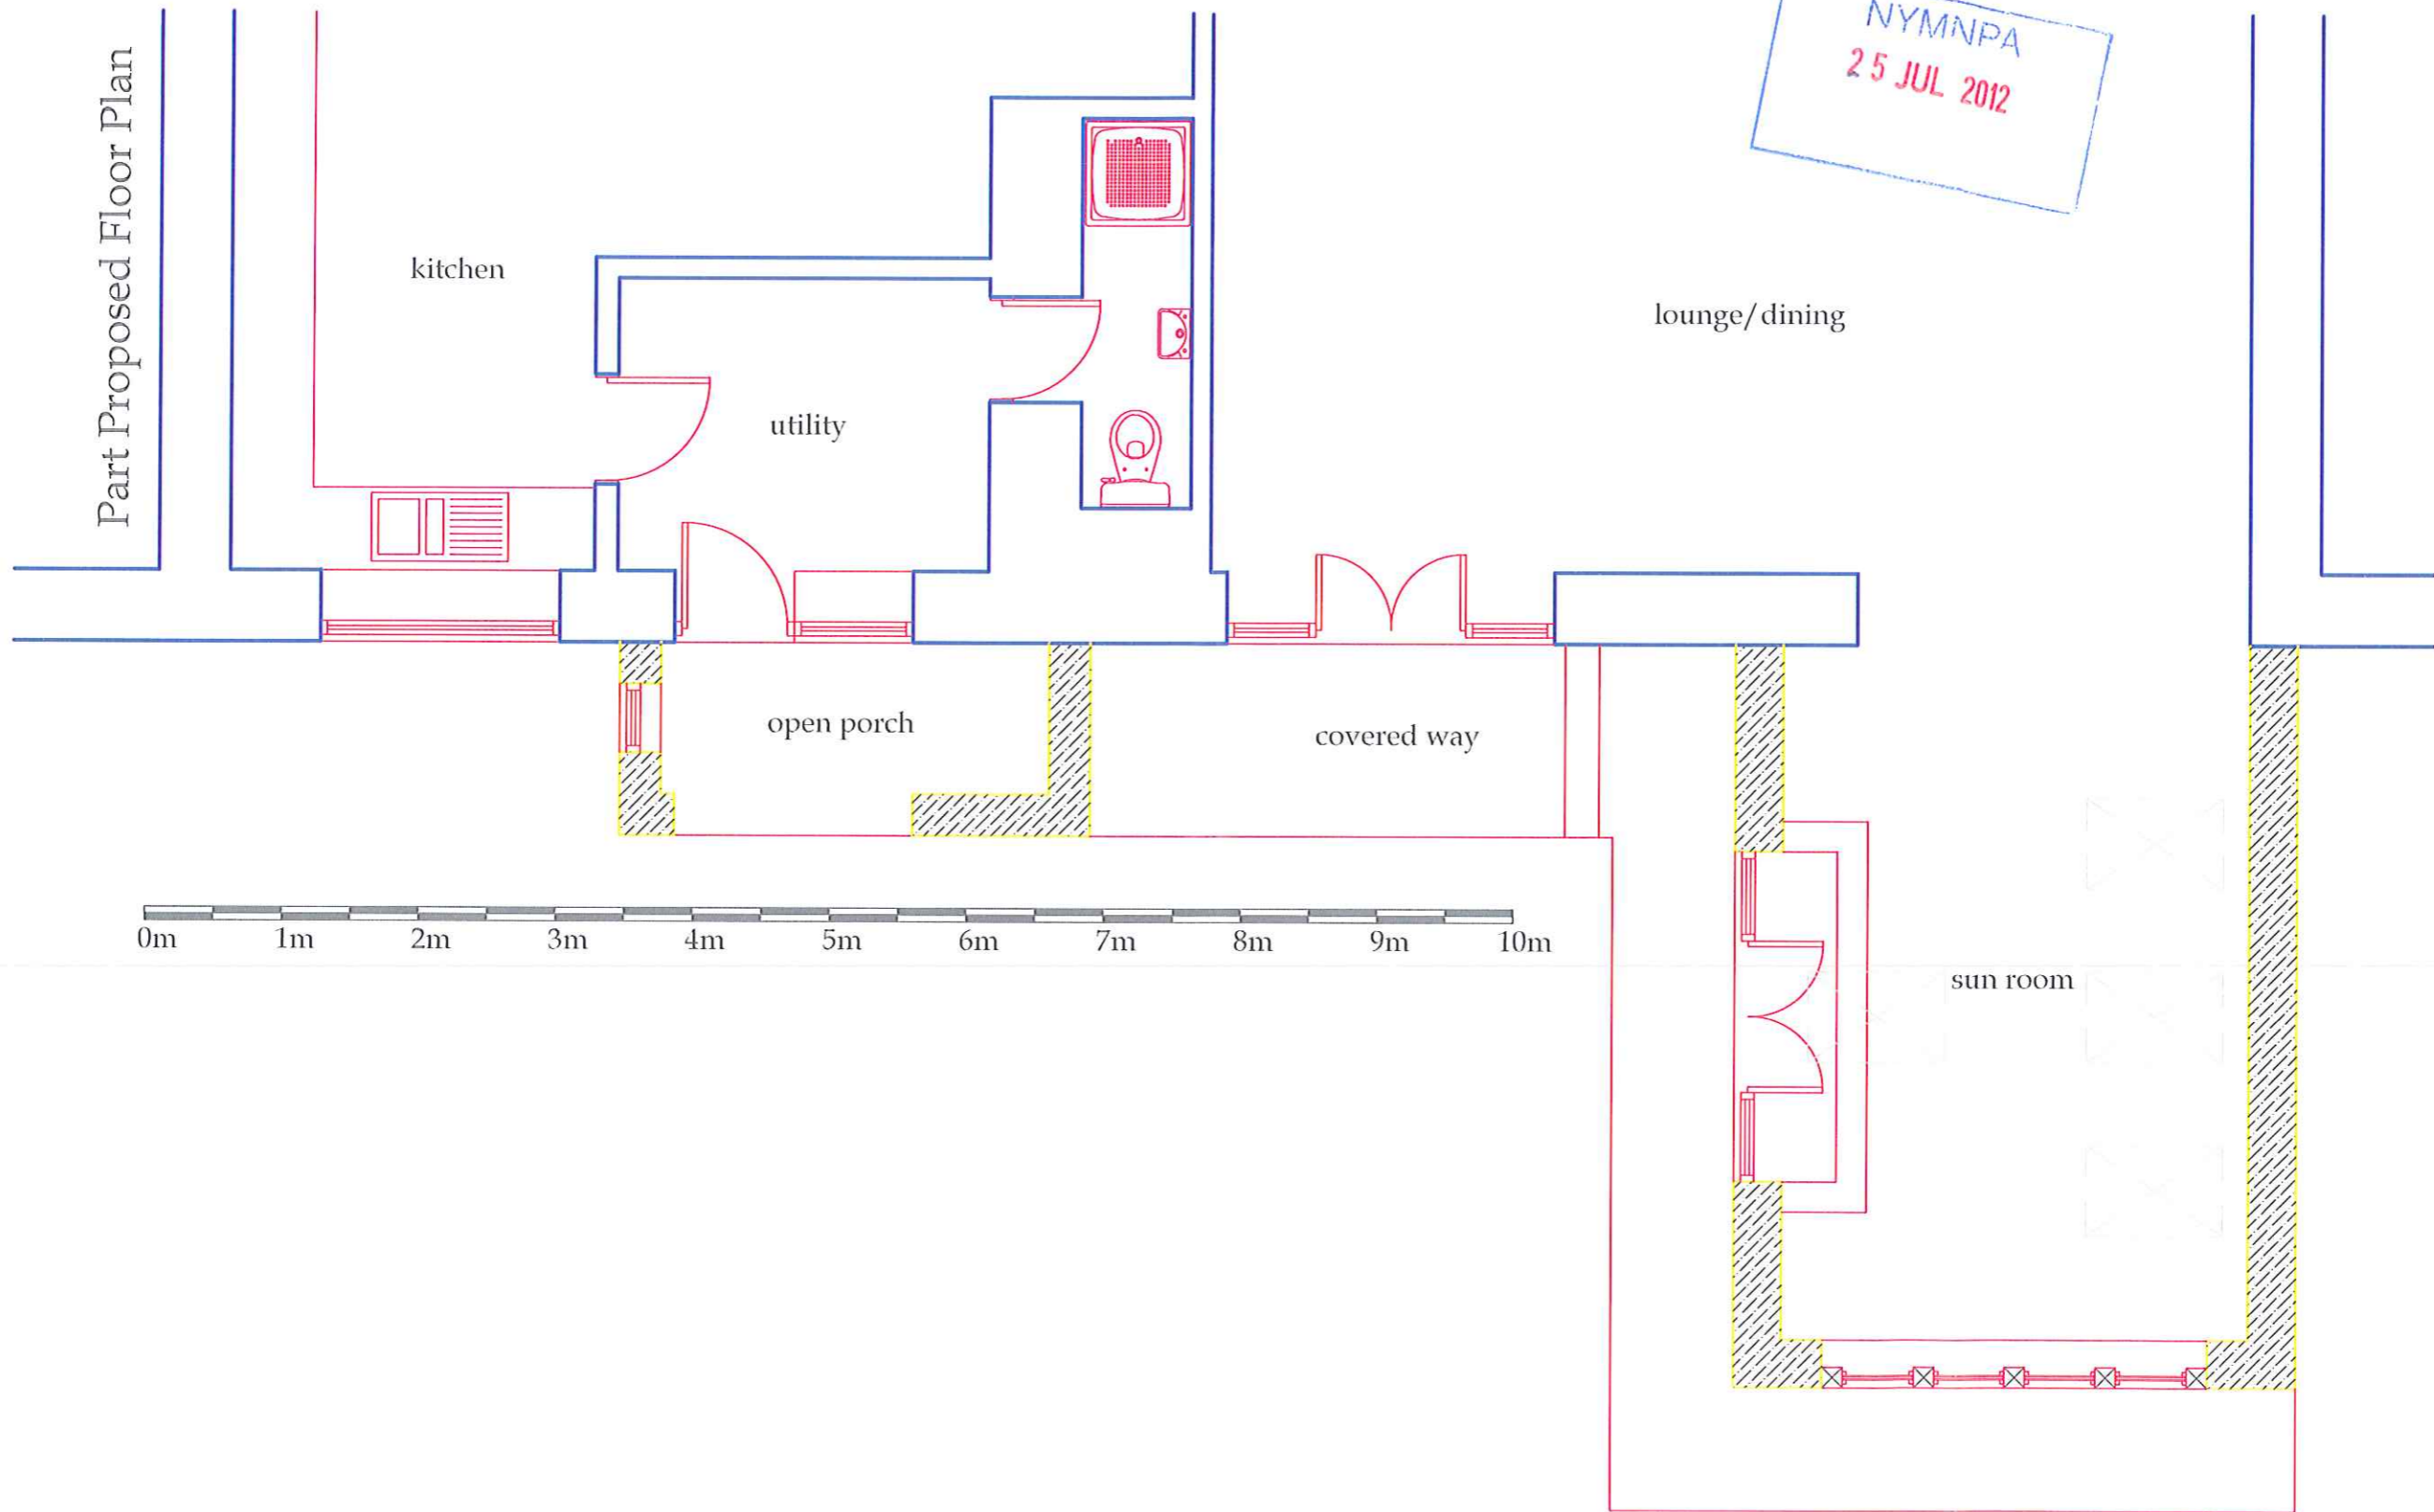 Part Proposed Floor Plan
NYMNPA
25 JUL 2012
kitchen
lounge/dining
utility
open porch
covered way
0m 1m 2m 3m 4m 5m 6m 7m 8m 9m 10m
sun room